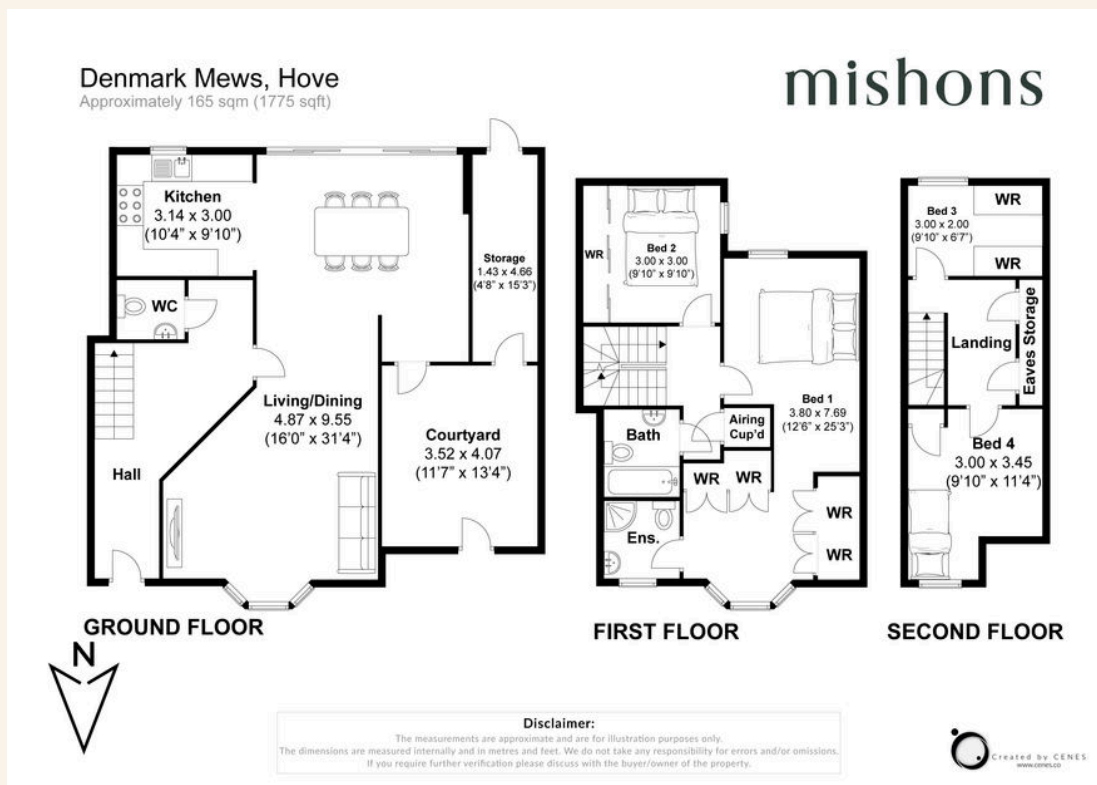 Denmark Mews, Hove
Approximately 165 sqm (1775 sqft)
mishons
Kitchen
3.14 x 3.00
(10'4" x 9'10")
WC
Storage
1.43 x 4.66
(4'8" x 15'3")
Living/Dining
4.87 x 9.55
(16'0" x 31'4")
Courtyard
3.52 x 4.07
(11'7" x 13'4")
Hall
GROUND FLOOR
WR
Bed 2
3.00 x 3.00
(9'10" x 9'10")
Bed 1
3.80 x 7.69
(12'6" x 25'3")
Airing
Cup'd
Bath
WR
WR
WR
WR
Ens.
FIRST FLOOR
Bed 3
3.00 x 2.00
(9'10" x 6'7")
WR
WR
Landing
Eaves Storage
Bed 4
3.00 x 3.45
(9'10" x 11'4")
SECOND FLOOR
N
Disclaimer:
The measurements are approximate and are for illustration purposes only.
The dimensions are measured internally and in metres and feet. We do not take any responsibility for errors and/or omissions.
If you require further verification please discuss with the buyer/owner of the property.
Created by CENES
www.cenes.co